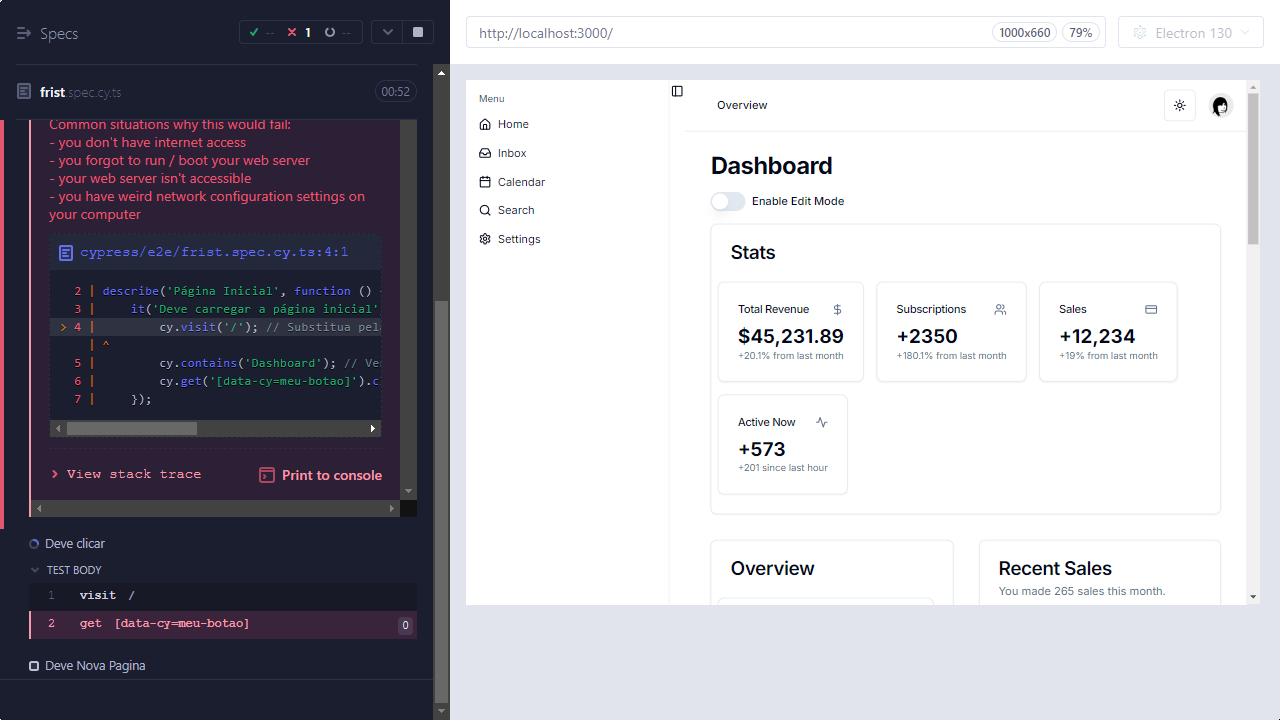 Specs
-- 1 --
frist.spec.cy.ts
00:52
Common situations why this would fail:
- you don't have internet access
- you forgot to run / boot your web server
- your web server isn't accessible
- you have weird network configuration settings on
your computer
cypress/e2e/frist.spec.cy.ts:4:1
2 | describe('Página Inicial', function ()
3 | it('Deve carregar a página inicial'
> 4 | cy.visit('/'); // Substitua pel
| ^
5 | cy.contains('Dashboard'); // Ve
6 | cy.get('[data-cy=meu-botao]').c
7 | });
View stack trace
Print to console
Deve clicar
TEST BODY
1 visit /
2 get [data-cy=meu-botao] 0
Deve Nova Pagina
http://localhost:3000/
1000x660
79%
Electron 130
Menu
Home
Inbox
Calendar
Search
Settings
Overview
Dashboard
Enable Edit Mode
Stats
Total Revenue $
$45,231.89
+20.1% from last month
Subscriptions
+2350
+180.1% from last month
Sales
+12,234
+19% from last month
Active Now
+573
+201 since last hour
Overview
Recent Sales
You made 265 sales this month.